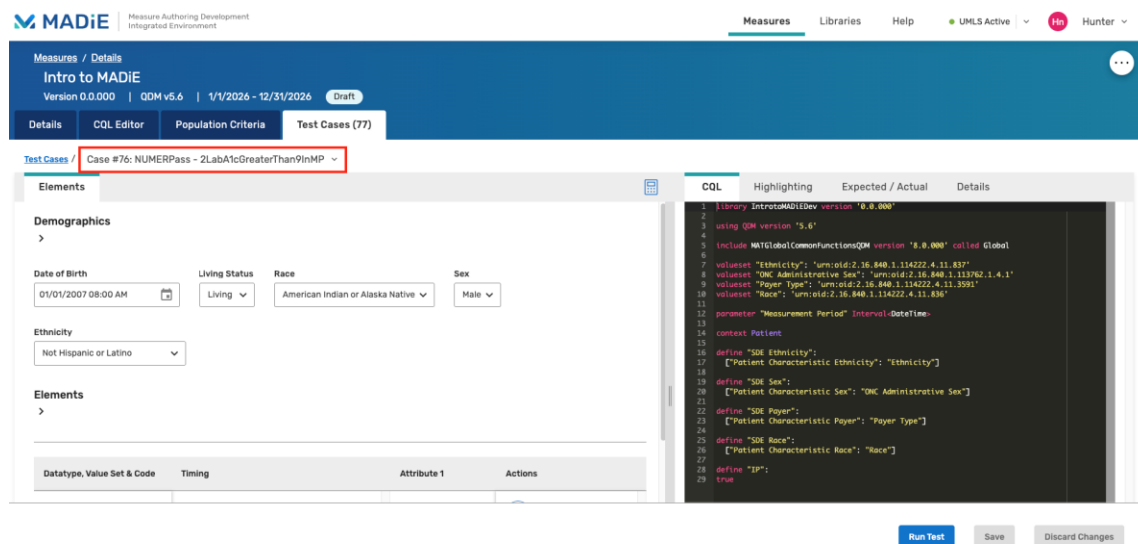 MADiE
Measure Authoring Development
Integrated Environment
Measures
Libraries
Help
UMLS Active
Hn
Hunter
Measures / Details
Intro to MADiE
Version 0.0.000 | QDM v5.6 | 1/1/2026 - 12/31/2026 Draft
Details
CQL Editor
Population Criteria
Test Cases (77)
Test Cases / Case #76: NUMERPass - 2LabA1cGreaterThan9InMP
Elements
Demographics
Date of Birth
Living Status
Race
Sex
01/01/2007 08:00 AM
Living
American Indian or Alaska Native
Male
Ethnicity
Not Hispanic or Latino
Elements
Datatype, Value Set & Code
Timing
Attribute 1
Actions
CQL
Highlighting
Expected / Actual
Details
1 library IntrotoMADiEDev version '0.0.000'
2
3 using QDM version '5.6'
4
5 include MATGlobalCommonFunctionsQDM version '8.0.000' called Global
6
7 valueset "Ethnicity": 'urn:oid:2.16.840.1.114222.4.11.837'
8 valueset "ONC Administrative Sex": 'urn:oid:2.16.840.1.113762.1.4.1'
9 valueset "Payer Type": 'urn:oid:2.16.840.1.114222.4.11.3591'
10 valueset "Race": 'urn:oid:2.16.840.1.114222.4.11.836'
11
12 parameter "Measurement Period" Interval<DateTime>
13
14 context Patient
15
16 define "SDE Ethnicity":
17 ["Patient Characteristic Ethnicity": "Ethnicity"]
18
19 define "SDE Sex":
20 ["Patient Characteristic Sex": "ONC Administrative Sex"]
21
22 define "SDE Payer":
23 ["Patient Characteristic Payer": "Payer Type"]
24
25 define "SDE Race":
26 ["Patient Characteristic Race": "Race"]
27
28 define "IP":
29 true
Run Test
Save
Discard Changes